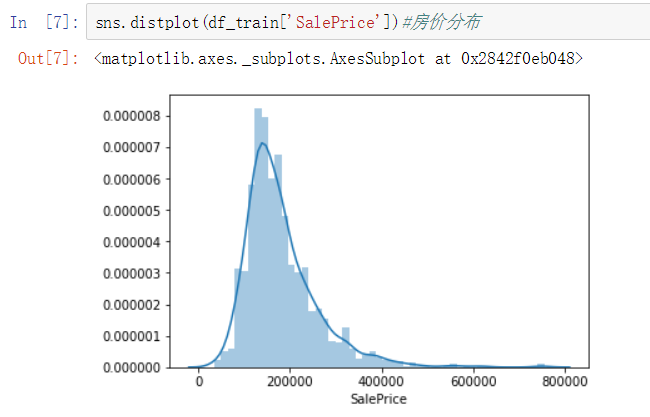 In [7]: sns.distplot(df_train['SalePrice'])#房价分布
Out[7]: <matplotlib.axes._subplots.AxesSubplot at 0x2842f0eb048>
0.000008
0.000007
0.000006
0.000005
0.000004
0.000003
0.000002
0.000001
0.000000
0 200000 400000 600000 800000
SalePrice